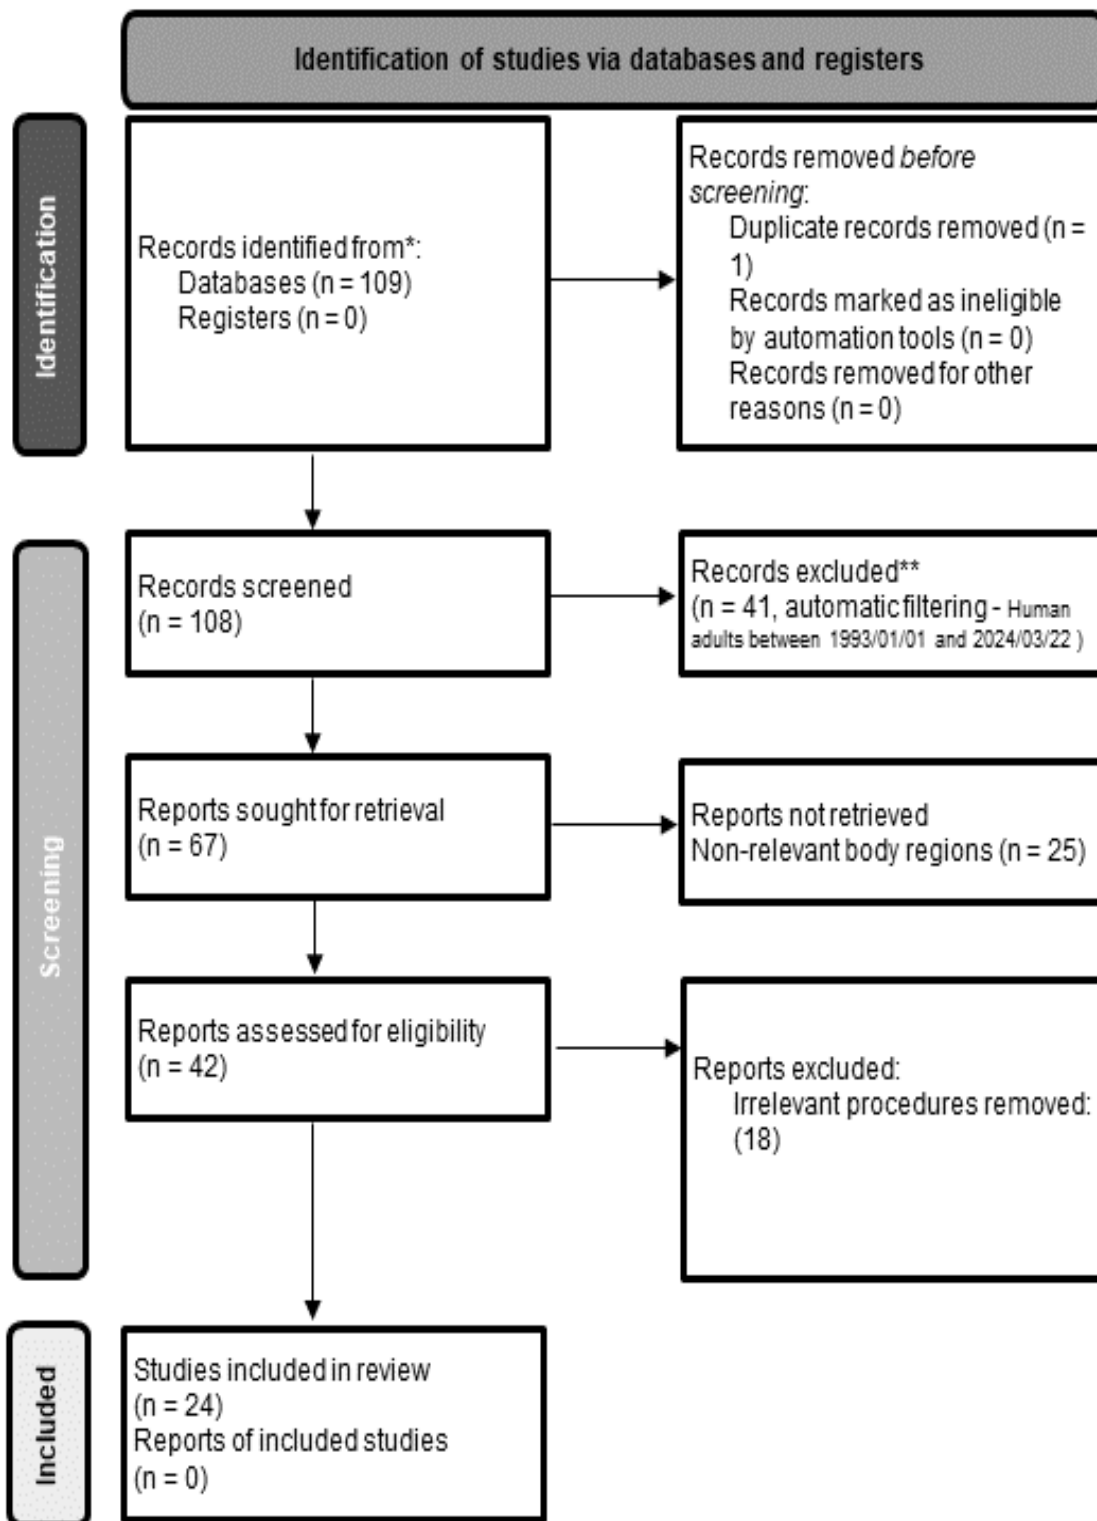 Identification of studies via databases and registers
Identification
Records identified from*:
Databases (n = 109)
Registers (n = 0)
Records removed before
screening:
Duplicate records removed (n =
1)
Records marked as ineligible
by automation tools (n = 0)
Records removed for other
reasons (n = 0)
Screening
Records screened
(n = 108)
Records excluded**
(n = 41, automatic filtering - Human
adults between 1993/01/01 and 2024/03/22 )
Reports sought for retrieval
(n = 67)
Reports not retrieved
Non-relevant body regions (n = 25)
Reports assessed for eligibility
(n = 42)
Reports excluded:
Irrelevant procedures removed:
(18)
Included
Studies included in review
(n = 24)
Reports of included studies
(n = 0)